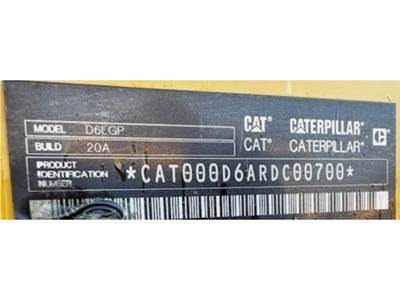 MODEL D6LGP CAT CATERPILLAR C
BUILD 20A CAT CATERPILLAR
PRODUCT
IDENTIFICATION *CAT000D6ARDC00700*
NUMBER